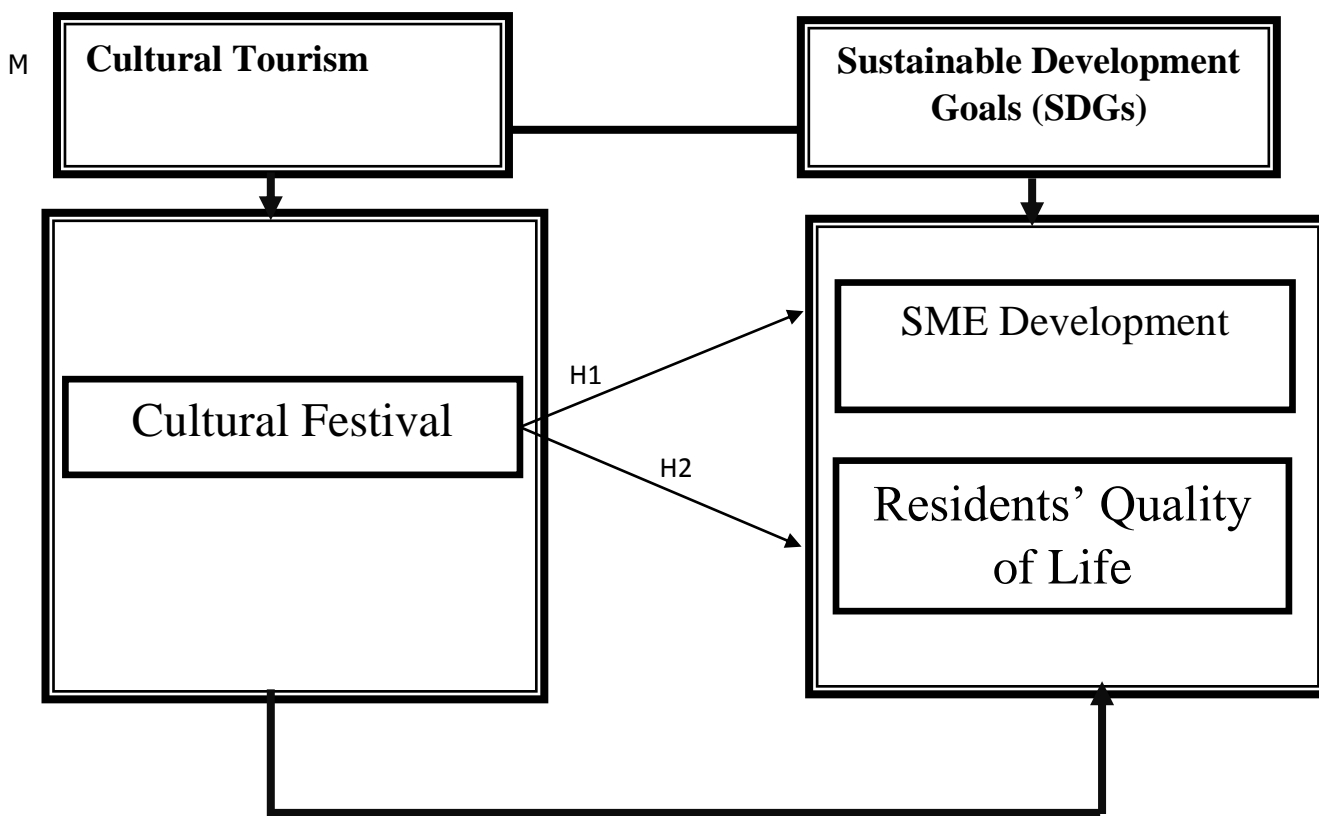 M
Cultural Tourism
Sustainable Development
Goals (SDGs)
SME Development
H1
Cultural Festival
H2
Residents’ Quality
of Life